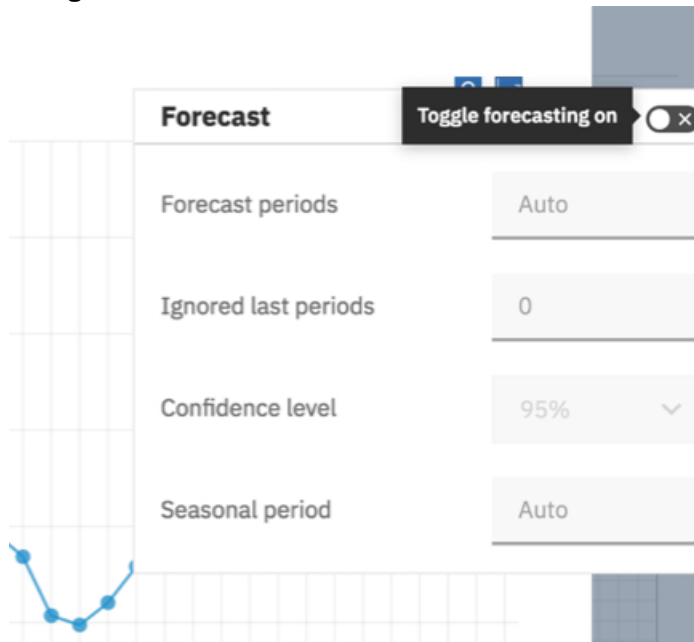 Forecast
Toggle forecasting on
Forecast periods
Auto
Ignored last periods
0
Confidence level
95%
Seasonal period
Auto